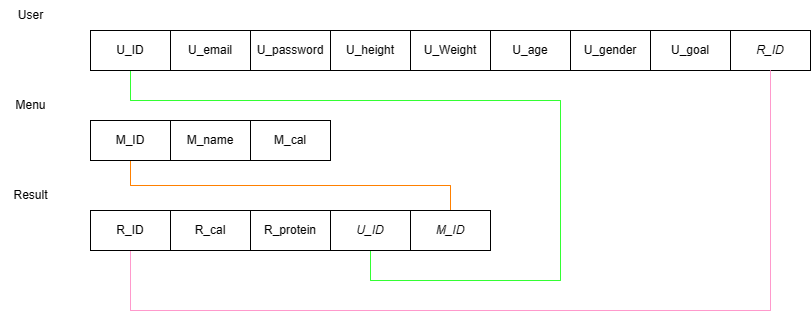 User
U_ID U_email U_password U_height U_Weight U_age U_gender U_goal R_ID
Menu
M_ID M_name M_cal
Result
R_ID R_cal R_protein U_ID M_ID